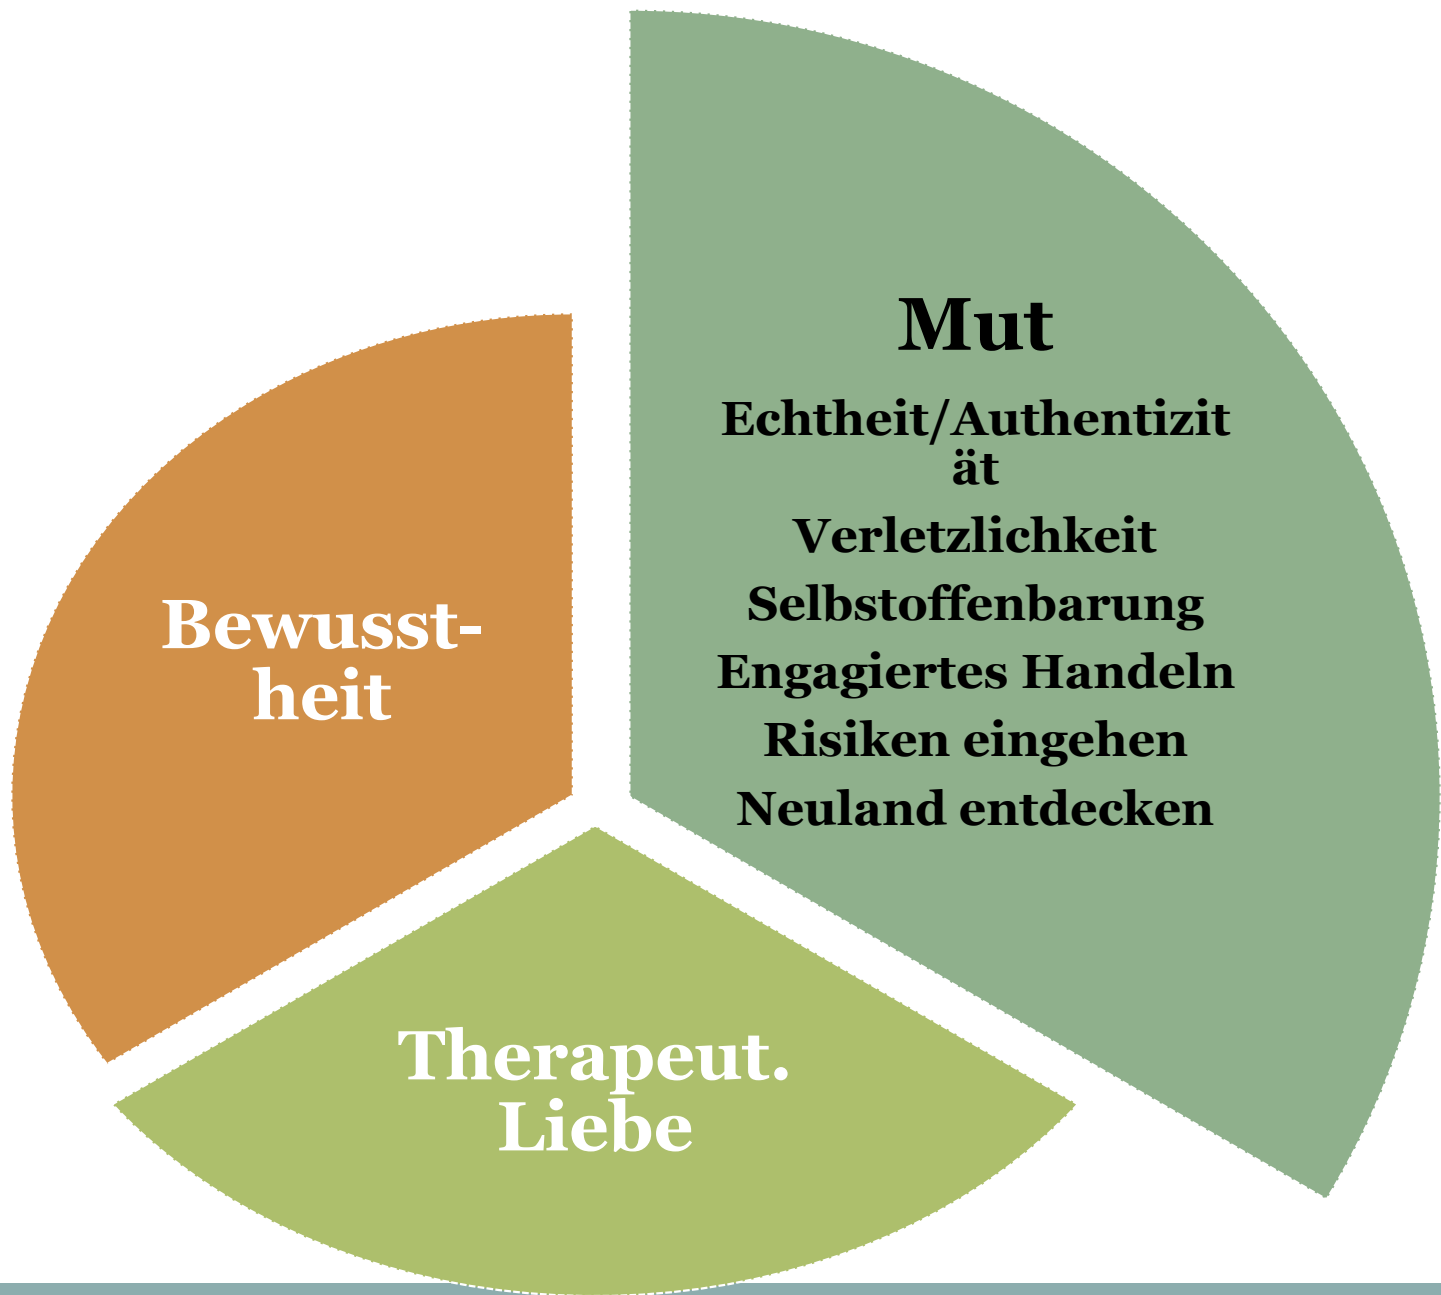 Mut
Echtheit/Authentizit
ät
Verletzlichkeit
Selbstoffenbarung
Engagiertes Handeln
Risiken eingehen
Neuland entdecken
Bewusst-
heit
Therapeut.
Liebe